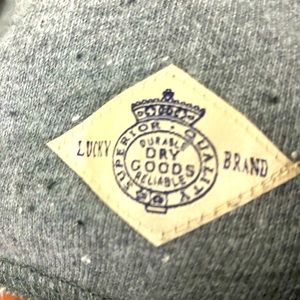 SUPERIOR · QUALITY
DURABLE
LUCKY DRY BRAND
GOODS
RELIABLE